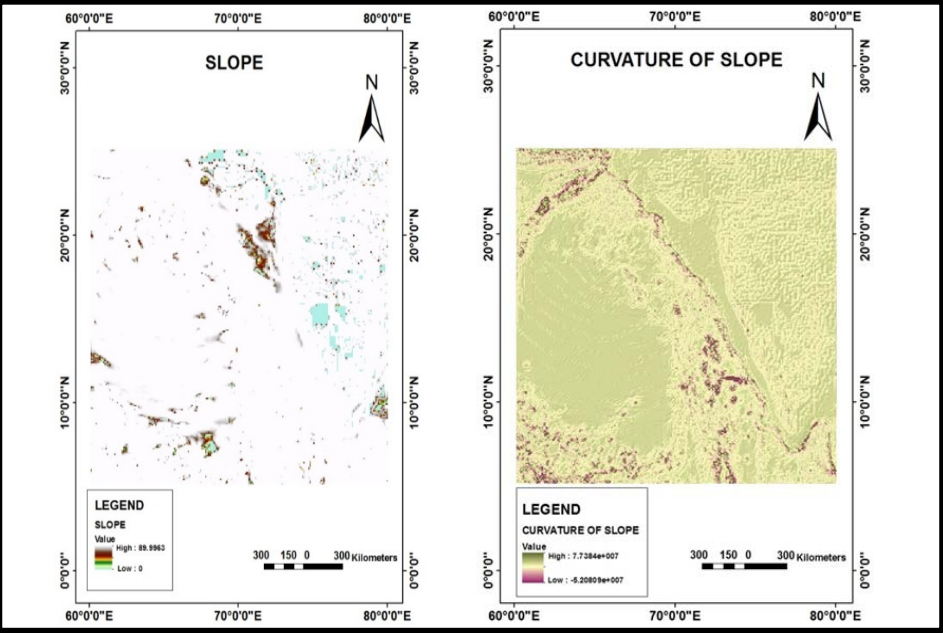 60°0'0"E 70°0'0"E 80°0'0"E
SLOPE
N
30°0'0"N
30°0'0"N
20°0'0"N
20°0'0"N
10°0'0"N
10°0'0"N
0°0'0"
0°0'0"
LEGEND
SLOPE
Value
High : 89.9963
Low : 0
300 150 0 300 Kilometers
60°0'0"E 70°0'0"E 80°0'0"E
60°0'0"E 70°0'0"E 80°0'0"E
CURVATURE OF SLOPE
N
30°0'0"N
30°0'0"N
20°0'0"N
20°0'0"N
10°0'0"N
10°0'0"N
0°0'0"
0°0'0"
LEGEND
CURVATURE OF SLOPE
Value
High : 7.7384e+007
Low : -5.20809e+007
300 150 0 300 Kilometers
60°0'0"E 70°0'0"E 80°0'0"E